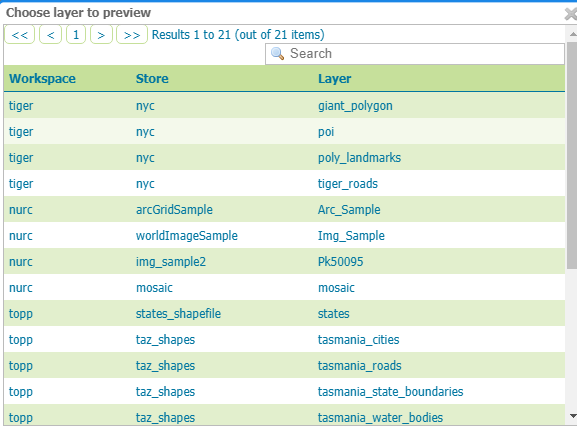 Choose layer to preview
<< < 1 > >> Results 1 to 21 (out of 21 items)
Search
Workspace Store Layer
tiger nyc giant_polygon
tiger nyc poi
tiger nyc poly_landmarks
tiger nyc tiger_roads
nurc arcGridSample Arc_Sample
nurc worldImageSample Img_Sample
nurc img_sample2 Pk50095
nurc mosaic mosaic
topp states_shapefile states
topp taz_shapes tasmania_cities
topp taz_shapes tasmania_roads
topp taz_shapes tasmania_state_boundaries
topp taz_shapes tasmania_water_bodies